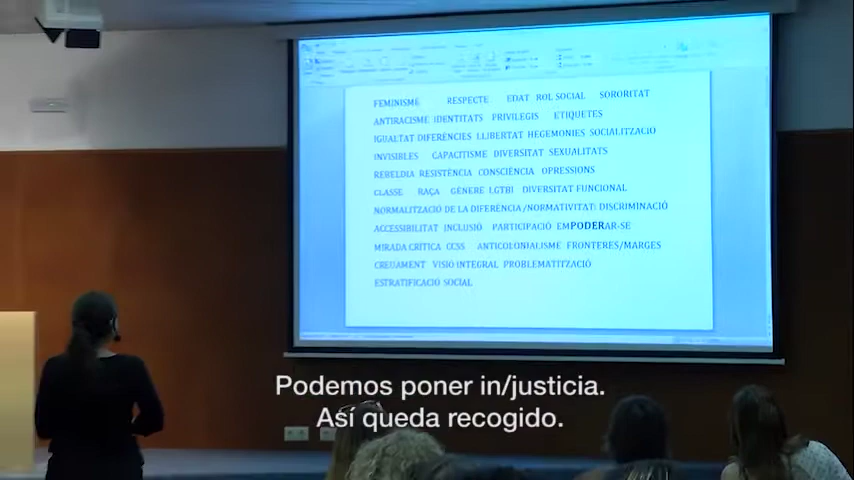 FEMINISME RESPECTE EDAT ROL SOCIAL SORORITAT
ANTIRACISME IDENTITATS PRIVILEGIS ETIQUETES
IGUALTAT DIFERÈNCIES LLIBERTAT HEGEMONIES SOCIALITZACIÓ
INVISIBLES CAPACITISME DIVERSITAT SEXUALITATS
REBELDIA RESISTÈNCIA CONSCIÈNCIA OPRESSIONS
CLASSE RAÇA GÈNERE LGTBI DIVERSITAT FUNCIONAL
NORMALITZACIÓ DE LA DIFERÈNCIA/NORMATIVITAT: DISCRIMINACIÓ
ACCESSIBILITAT INCLUSIÓ PARTICIPACIÓ EMPODERAR-SE
MIRADA CRÍTICA CCSS ANTICOLONIALISME FRONTERES/MARGES
CREUAMENT VISIÓ INTEGRAL PROBLEMATITZACIÓ
ESTRATIFICACIÓ SOCIAL
Podemos poner in/justicia.
Así queda recogido.